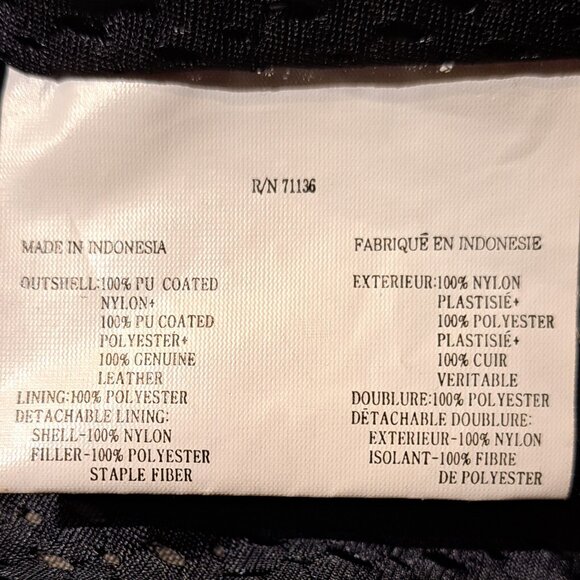 R/N 71136
MADE IN INDONESIA
OUTSHELL:100% PU COATED
NYLON+
100% PU COATED
POLYESTER+
100% GENUINE
LEATHER
LINING:100% POLYESTER
DETACHABLE LINING:
SHELL-100% NYLON
FILLER-100% POLYESTER
STAPLE FIBER
FABRIQUÉ EN INDONESIE
EXTERIEUR:100% NYLON
PLASTISIÉ+
100% POLYESTER
PLASTISIÉ+
100% CUIR
VERITABLE
DOUBLURE:100% POLYESTER
DÉTACHABLE DOUBLURE:
EXTERIEUR-100% NYLON
ISOLANT-100% FIBRE
DE POLYESTER